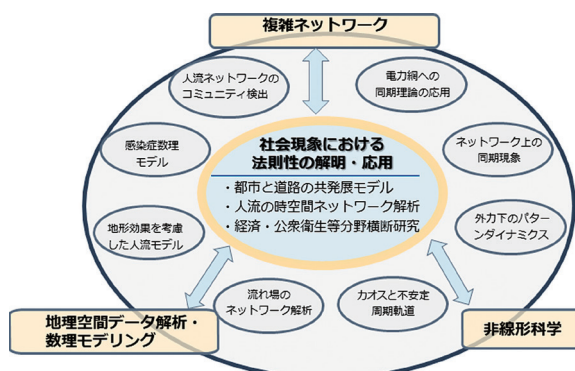 複雑ネットワーク
人流ネットワークの
コミュニティ検出
電力網への
同期理論の応用
感染症数理
モデル
社会現象における
法則性の解明・応用
・都市と道路の共発展モデル
・人流の時空間ネットワーク解析
・経済・公衆衛生等分野横断研究
ネットワーク上の
同期現象
地形効果を考慮
した人流モデル
外力下のパター
ンダイナミクス
流れ場の
ネットワーク解析
カオスと不安定
周期軌道
地理空間データ解析・
数理モデリング
非線形科学